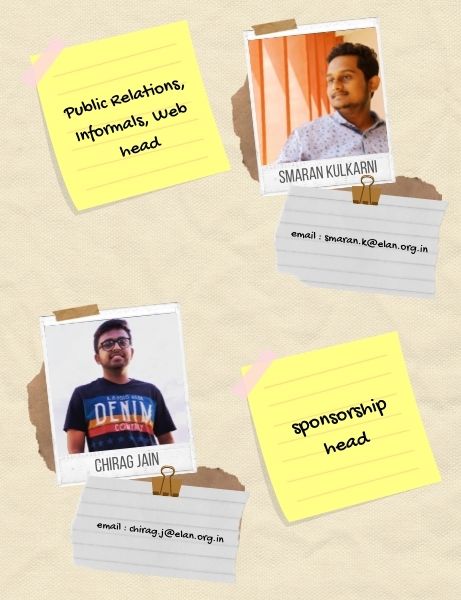 Public Relations,
Informals, Web
head
SMARAN KULKARNI
email : smaran.k@elan.org.in
DENIM
CHIRAG JAIN
email : chirag.j@elan.org.in
sponsorship
head